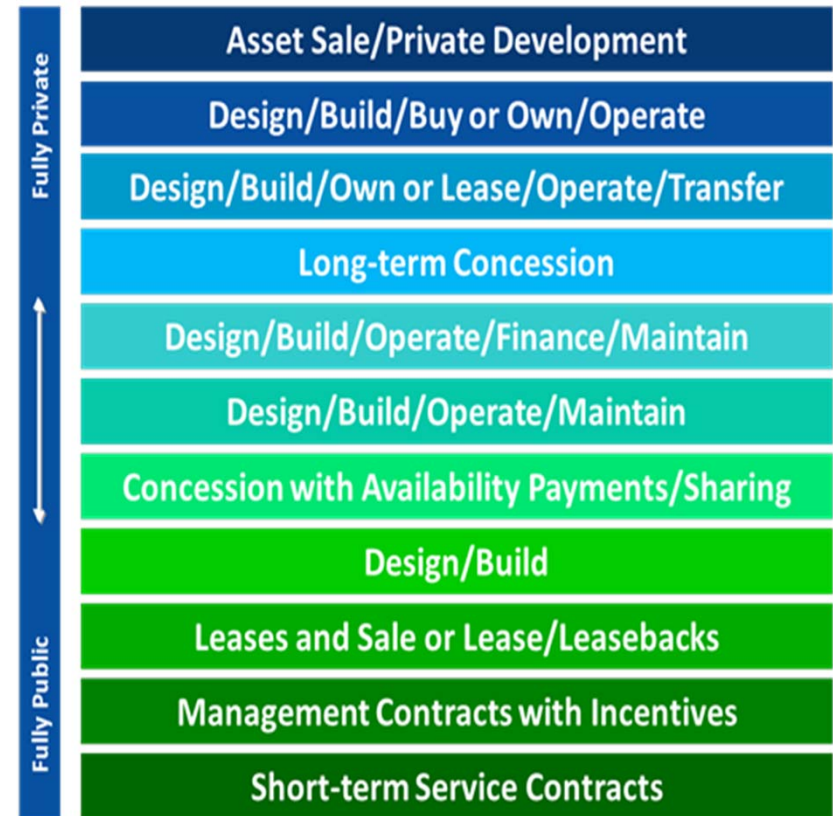 Fully Private
Asset Sale/Private Development
Design/Build/Buy or Own/Operate
Design/Build/Own or Lease/Operate/Transfer
Long-term Concession
Design/Build/Operate/Finance/Maintain
Design/Build/Operate/Maintain
Concession with Availability Payments/Sharing
Design/Build
Leases and Sale or Lease/Leasebacks
Management Contracts with Incentives
Short-term Service Contracts
Fully Public